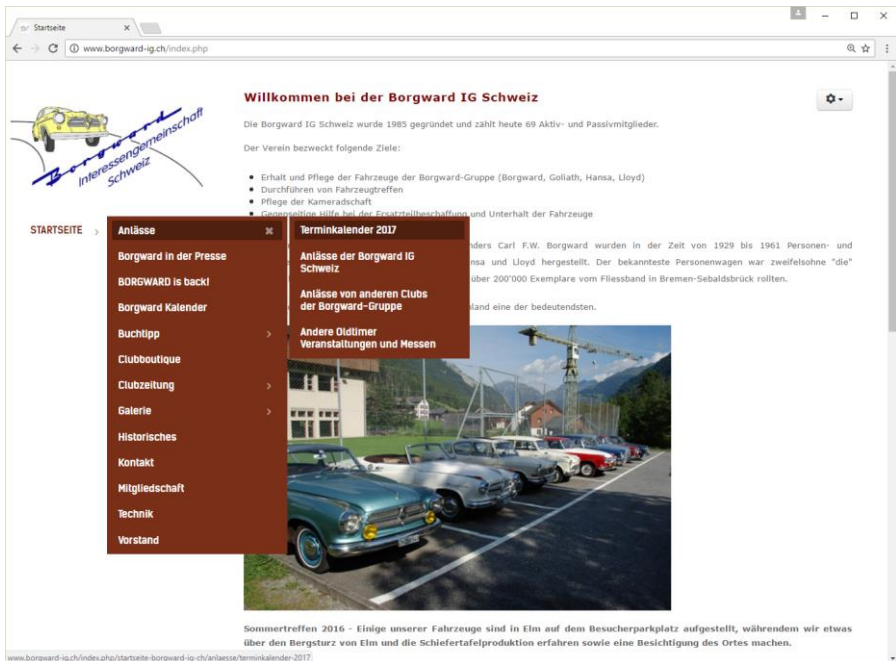 Startseite
www.borgward-ig.ch/index.php
Borgward
Interessengemeinschaft
Schweiz
Willkommen bei der Borgward IG Schweiz
Die Borgward IG Schweiz wurde 1985 gegründet und zählt heute 69 Aktiv- und Passivmitglieder.
Der Verein bezweckt folgende Ziele:
Erhalt und Pflege der Fahrzeuge der Borgward-Gruppe (Borgward, Goliath, Hansa, Lloyd)
Durchführen von Fahrzeugtreffen
Pflege der Kameradschaft
Gegenseitige Hilfe bei der Ersatzteilbeschaffung und Unterhalt der Fahrzeuge
Carl F.W. Borgward wurden in der Zeit von 1929 bis 1961 Personen- und
und Lloyd hergestellt. Der bekannteste Personenwagen war zweifelsohne "die"
über 200'000 Exemplare vom Fliessband in Bremen-Sebaldsbrück rollten.
eine der bedeutendsten.
STARTSEITE
Anlässe
Borgward in der Presse
BORGWARD is back!
Borgward Kalender
Buchtipp
Clubboutique
Clubzeitung
Galerie
Historisches
Kontakt
Mitgliedschaft
Technik
Vorstand
Terminkalender 2017
Anlässe der Borgward IG
Schweiz
Anlässe von anderen Clubs
der Borgward-Gruppe
Andere Oldtimer
Veranstaltungen und Messen
Sommertreffen 2016 - Einige unserer Fahrzeuge sind in Elm auf dem Besucherparkplatz aufgestellt, währendem wir etwas
über den Bergsturz von Elm und die Schiefertafelproduktion erfahren sowie eine Besichtigung des Ortes machen.
www.borgward-ig.ch/index.php/startseite-borgward-ig-ch/anlaesse/terminkalender-2017